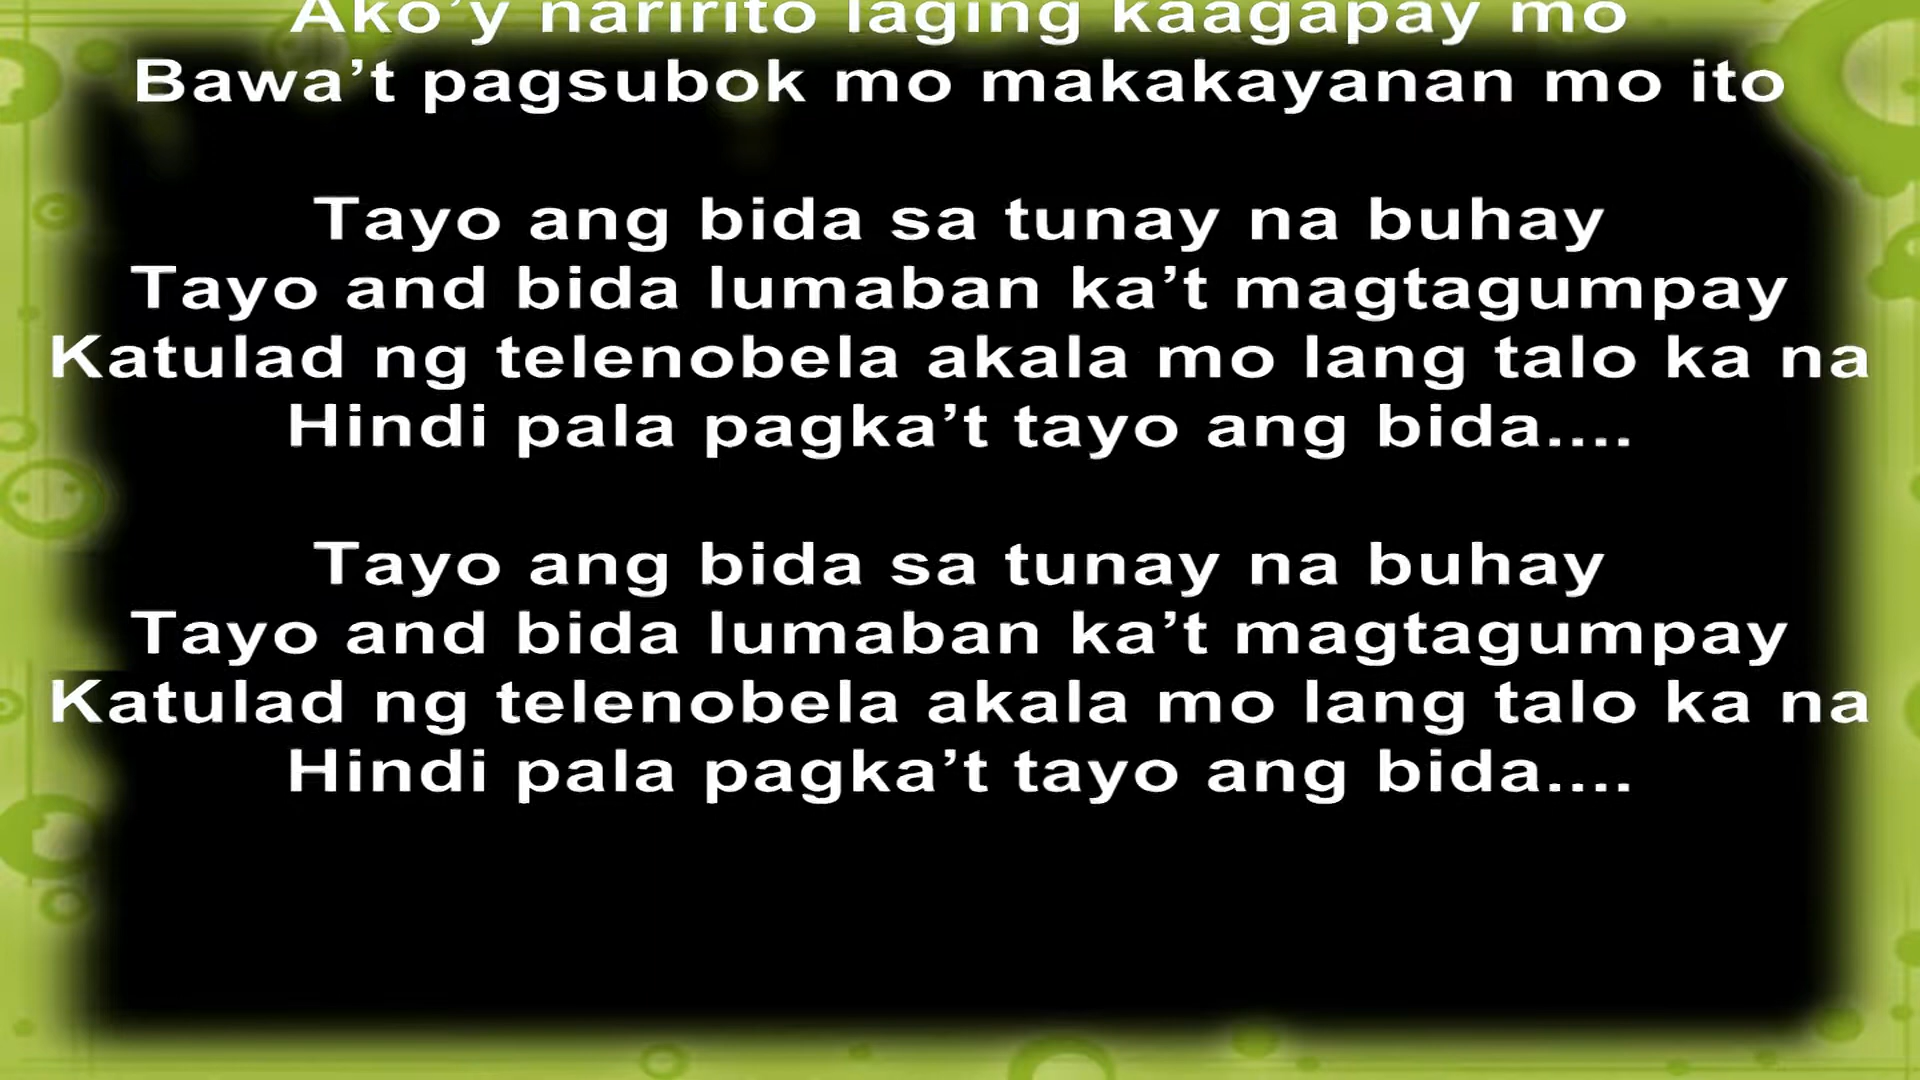 Ako’y naririto laging kaagapay mo
Bawa’t pagsubok mo makakayanan mo ito
Tayo ang bida sa tunay na buhay
Tayo and bida lumaban ka’t magtagumpay
Katulad ng telenobela akala mo lang talo ka na
Hindi pala pagka’t tayo ang bida....
Tayo ang bida sa tunay na buhay
Tayo and bida lumaban ka’t magtagumpay
Katulad ng telenobela akala mo lang talo ka na
Hindi pala pagka’t tayo ang bida....